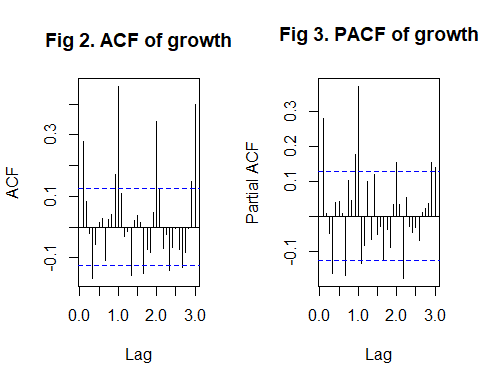 Fig 2. ACF of growth
ACF
-0.1 0.1 0.3
0.0 1.0 2.0 3.0
Lag
Fig 3. PACF of growth
Partial ACF
-0.1 0.1 0.2 0.3
0.0 1.0 2.0 3.0
Lag